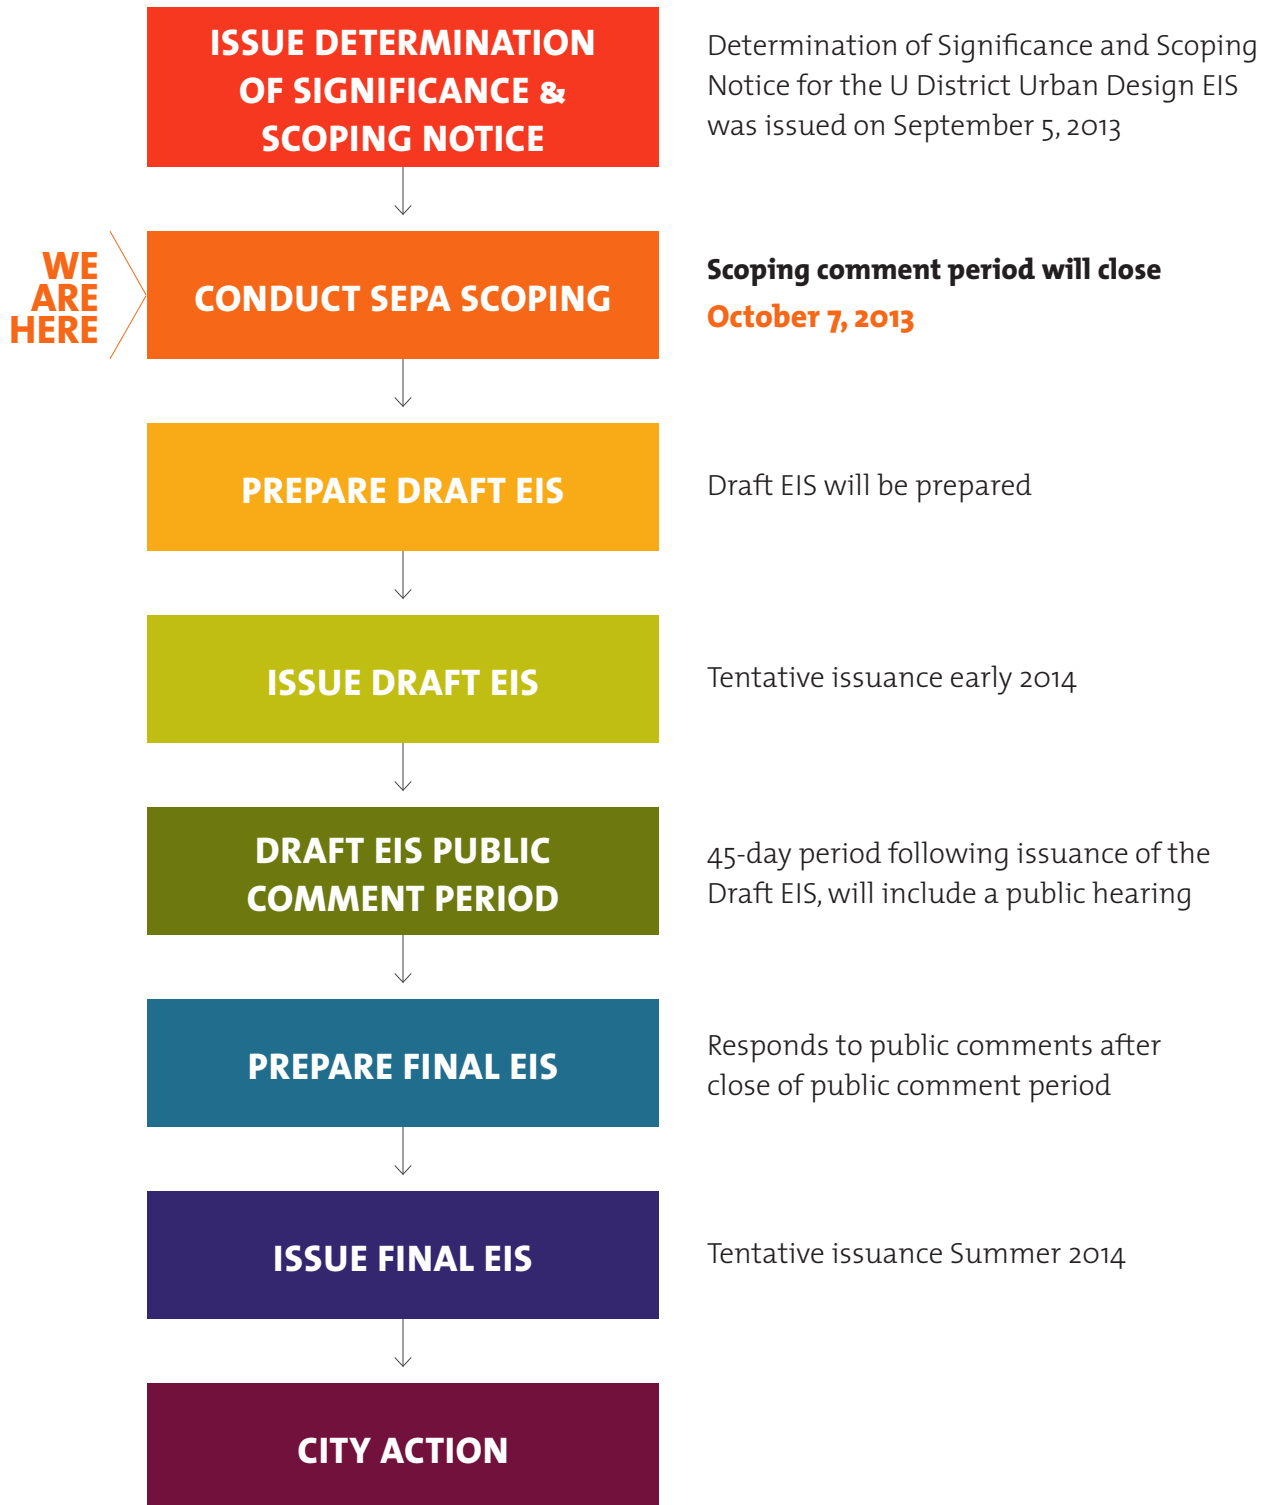 ISSUE DETERMINATION
OF SIGNIFICANCE &
SCOPING NOTICE
Determination of Significance and Scoping
Notice for the U District Urban Design EIS
was issued on September 5, 2013
WE
ARE
HERE
CONDUCT SEPA SCOPING
Scoping comment period will close
October 7, 2013
PREPARE DRAFT EIS
Draft EIS will be prepared
ISSUE DRAFT EIS
Tentative issuance early 2014
DRAFT EIS PUBLIC
COMMENT PERIOD
45-day period following issuance of the
Draft EIS, will include a public hearing
PREPARE FINAL EIS
Responds to public comments after
close of public comment period
ISSUE FINAL EIS
Tentative issuance Summer 2014
CITY ACTION